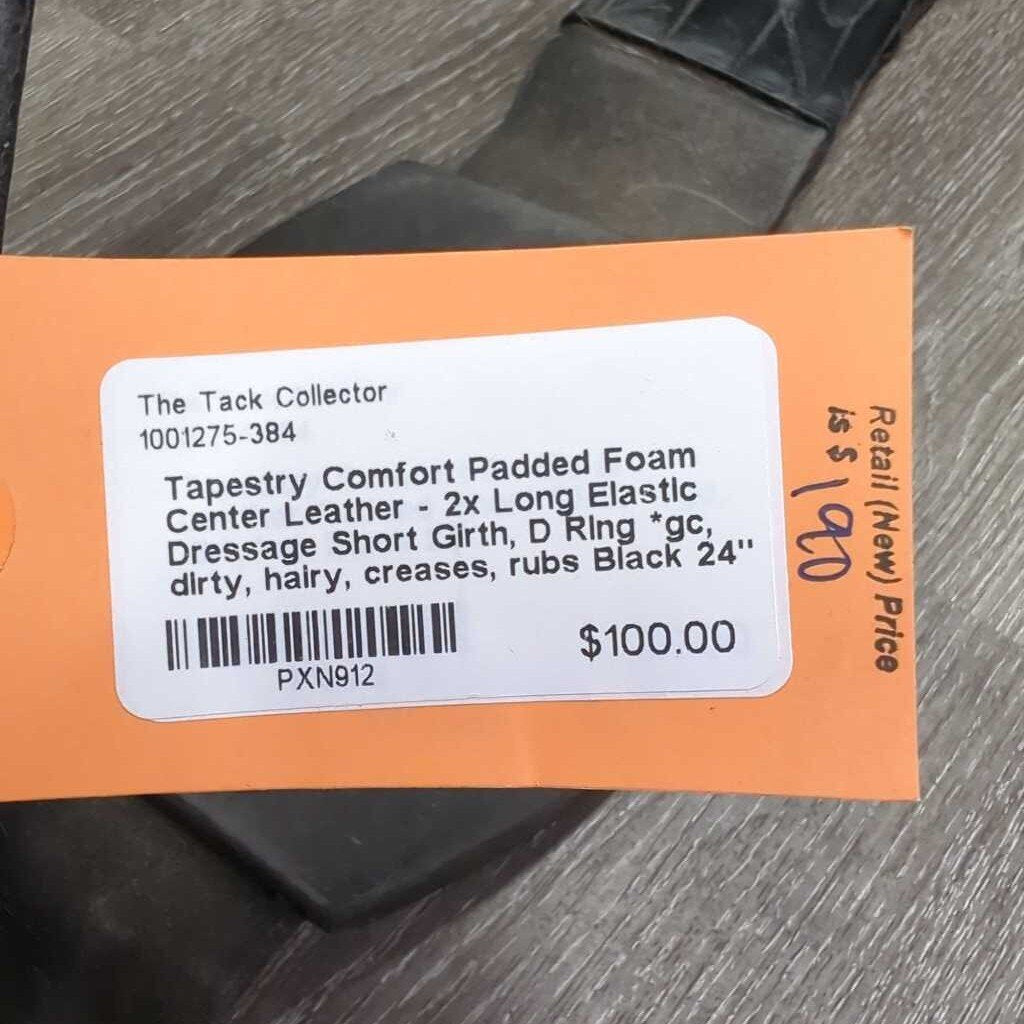 The Tack Collector
1001275-384
Tapestry Comfort Padded Foam
Center Leather - 2x Long Elastic
Dressage Short Girth, D Ring *gc,
dirty, hairy, creases, rubs Black 24"
PXN912
$100.00
Retail (New) Price
is $ 190